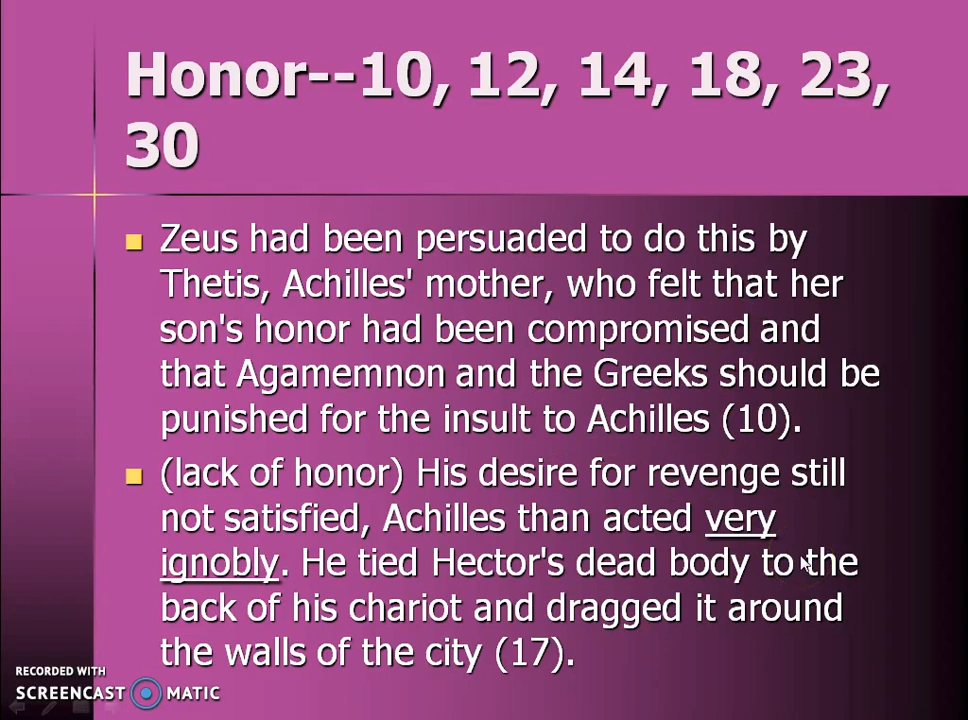 Honor--10, 12, 14, 18, 23,
30
Zeus had been persuaded to do this by
Thetis, Achilles' mother, who felt that her
son's honor had been compromised and
that Agamemnon and the Greeks should be
punished for the insult to Achilles (10).
(lack of honor) His desire for revenge still
not satisfied, Achilles than acted very
ignobly. He tied Hector's dead body to the
back of his chariot and dragged it around
the walls of the city (17).
RECORDED WITH
SCREENCAST MATIC